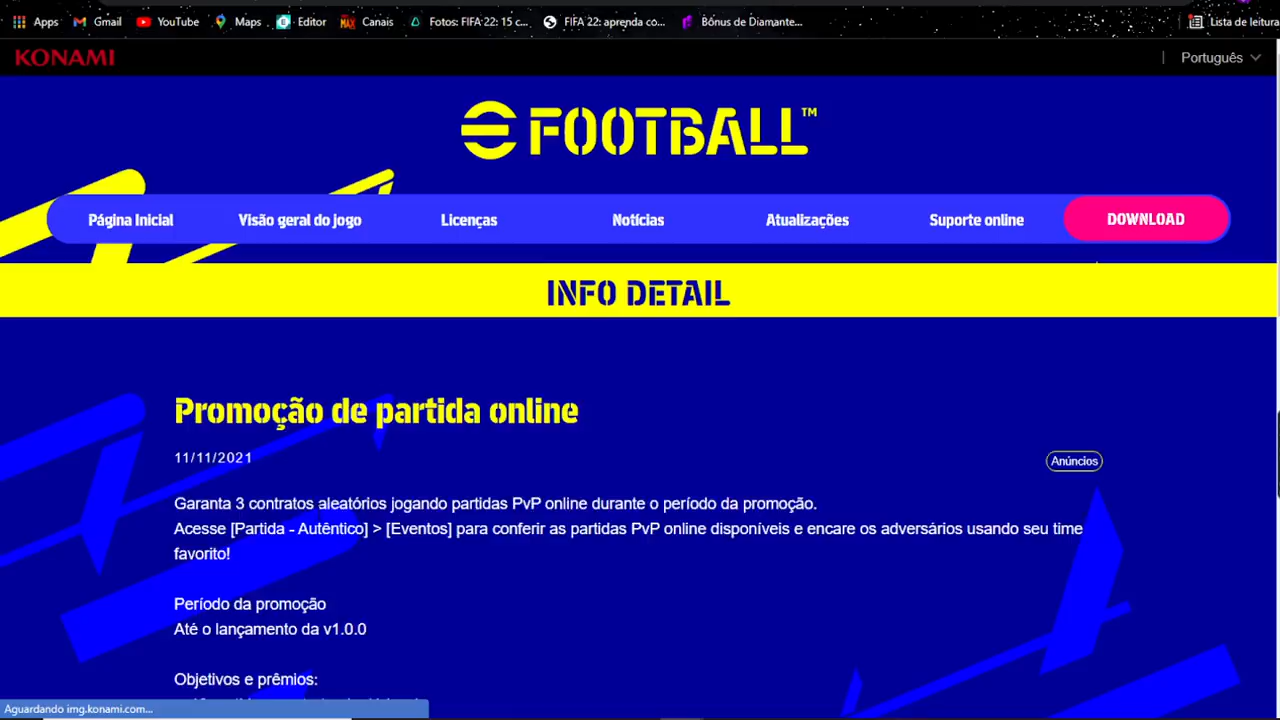 Apps Gmail YouTube Maps Editor Canais Fotos: FIFA 22: 15 c... FIFA 22: aprenda co... Bônus de Diamante... Lista de leitura
KONAMI | Português
FOOTBALL™
Página Inicial Visão geral do jogo Licenças Notícias Atualizações Suporte online DOWNLOAD
INFO DETAIL
Promoção de partida online
11/11/2021 Anúncios
Garanta 3 contratos aleatórios jogando partidas PvP online durante o período da promoção.
Acesse [Partida - Autêntico] > [Eventos] para conferir as partidas PvP online disponíveis e encare os adversários usando seu time
favorito!
Período da promoção
Até o lançamento da v1.0.0
Objetivos e prêmios:
Aguardando img.konami.com...